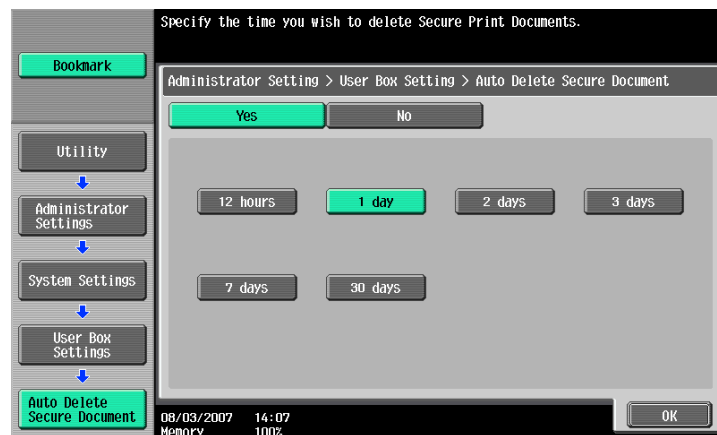 Specify the time you wish to delete Secure Print Documents.
Bookmark
Administrator Setting > User Box Setting > Auto Delete Secure Document
Yes No
Utility
12 hours 1 day 2 days 3 days
Administrator
Settings
System Settings
7 days 30 days
User Box
Settings
Auto Delete
Secure Document
08/03/2007 14:07
Memory 100%
OK